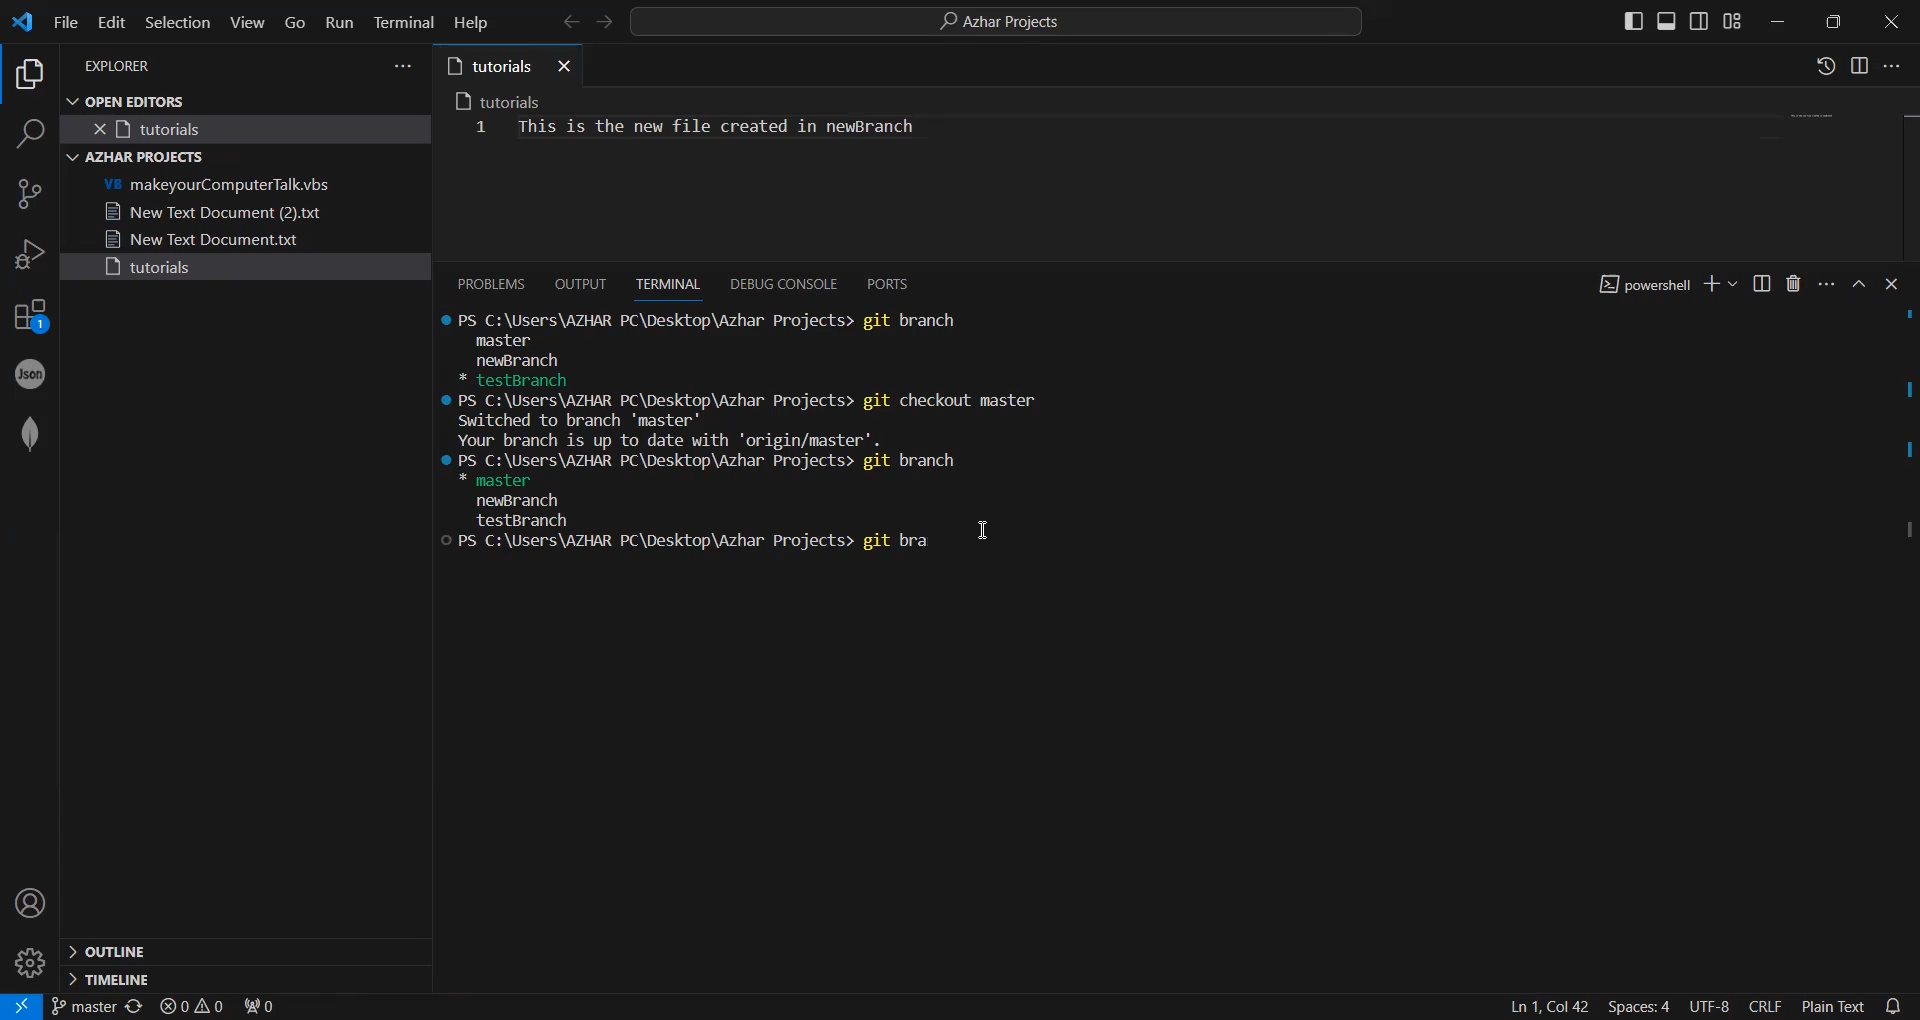 File Edit Selection View Go Run Terminal Help
Azhar Projects
EXPLORER
OPEN EDITORS
tutorials
AZHAR PROJECTS
VB makeyourComputerTalk.vbs
New Text Document (2).txt
New Text Document.txt
tutorials
1
Json
OUTLINE
TIMELINE
tutorials
tutorials
1 This is the new file created in newBranch
PROBLEMS OUTPUT TERMINAL DEBUG CONSOLE PORTS
powershell
PS C:\Users\AZHAR PC\Desktop\Azhar Projects> git branch
master
newBranch
* testBranch
PS C:\Users\AZHAR PC\Desktop\Azhar Projects> git checkout master
Switched to branch 'master'
Your branch is up to date with 'origin/master'.
PS C:\Users\AZHAR PC\Desktop\Azhar Projects> git branch
* master
newBranch
testBranch
PS C:\Users\AZHAR PC\Desktop\Azhar Projects> git bra
master 0 0 0 Ln 1, Col 42 Spaces: 4 UTF-8 CRLF Plain Text